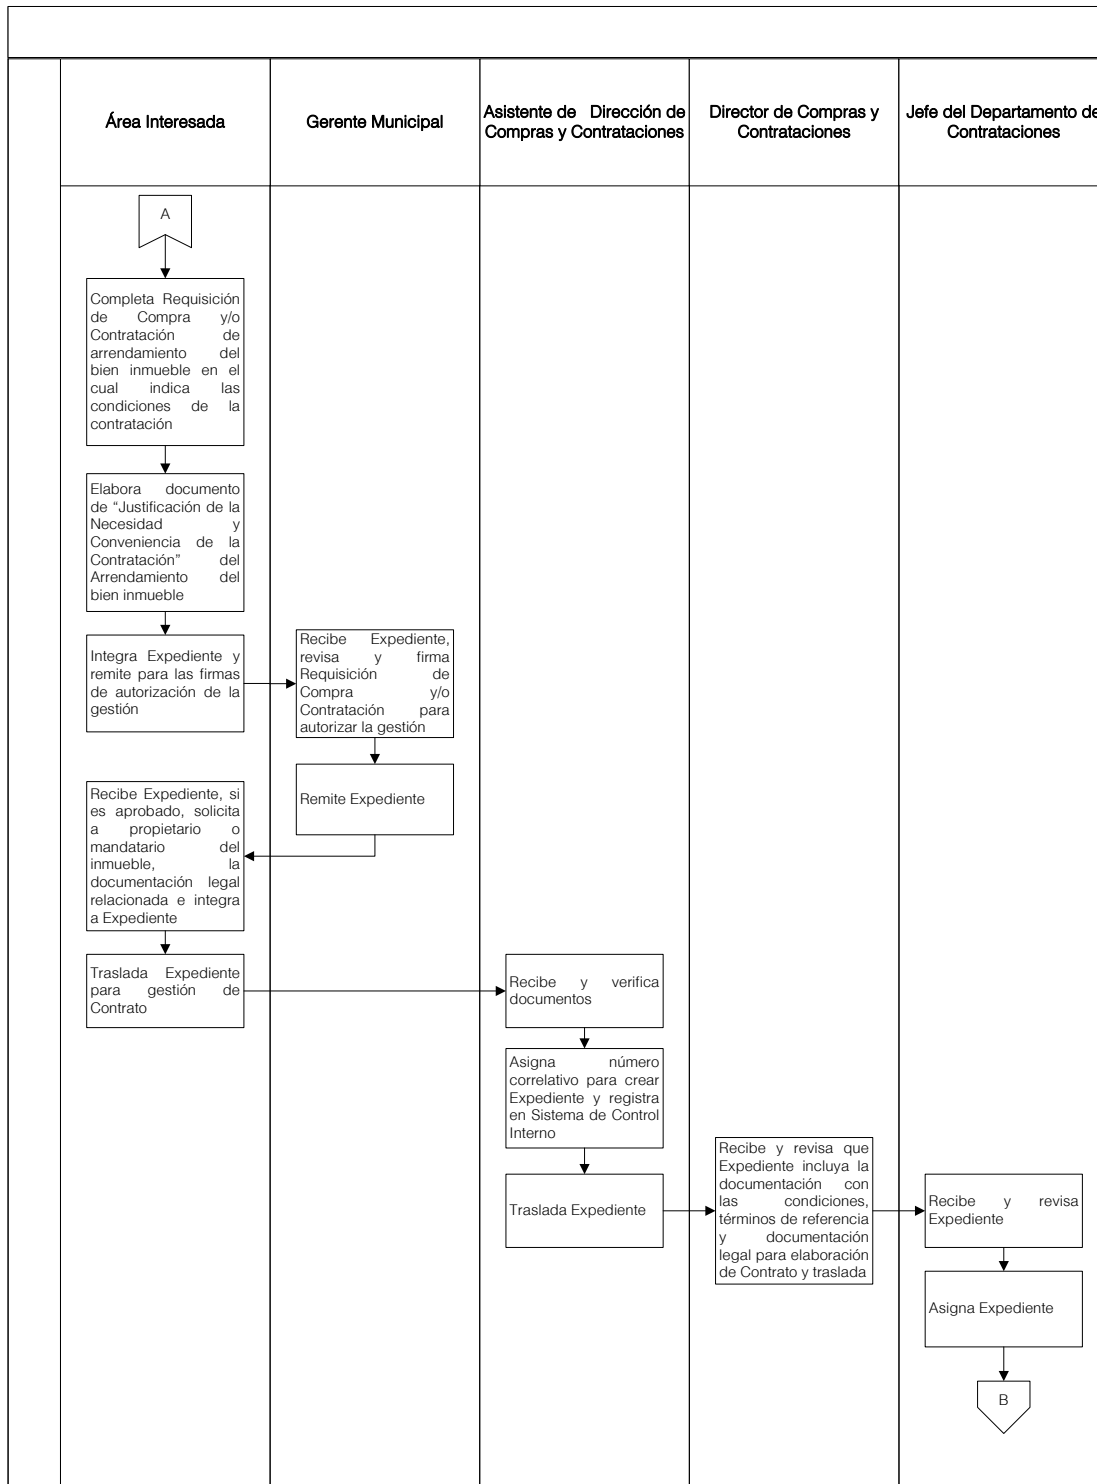 Área Interesada
Gerente Municipal
Asistente de Dirección de
Compras y Contrataciones
Director de Compras y
Contrataciones
Jefe del Departamento de
Contrataciones
A
Completa Requisición
de Compra y/o
Contratación de
arrendamiento del
bien inmueble en el
cual indica las
condiciones de la
contratación
Elabora documento
de “Justificación de la
Necesidad y
Conveniencia de la
Contratación” del
Arrendamiento del
bien inmueble
Integra Expediente y
remite para las firmas
de autorización de la
gestión
Recibe Expediente,
revisa y firma
Requisición de
Compra y/o
Contratación para
autorizar la gestión
Remite Expediente
Recibe Expediente, si
es aprobado, solicita
a propietario o
mandatario del
inmueble, la
documentación legal
relacionada e integra
a Expediente
Traslada Expediente
para gestión de
Contrato
Recibe y verifica
documentos
Asigna número
correlativo para crear
Expediente y registra
en Sistema de Control
Interno
Traslada Expediente
Recibe y revisa que
Expediente incluya la
documentación con
las condiciones,
términos de referencia
y documentación
legal para elaboración
de Contrato y traslada
Recibe y revisa
Expediente
Asigna Expediente
B